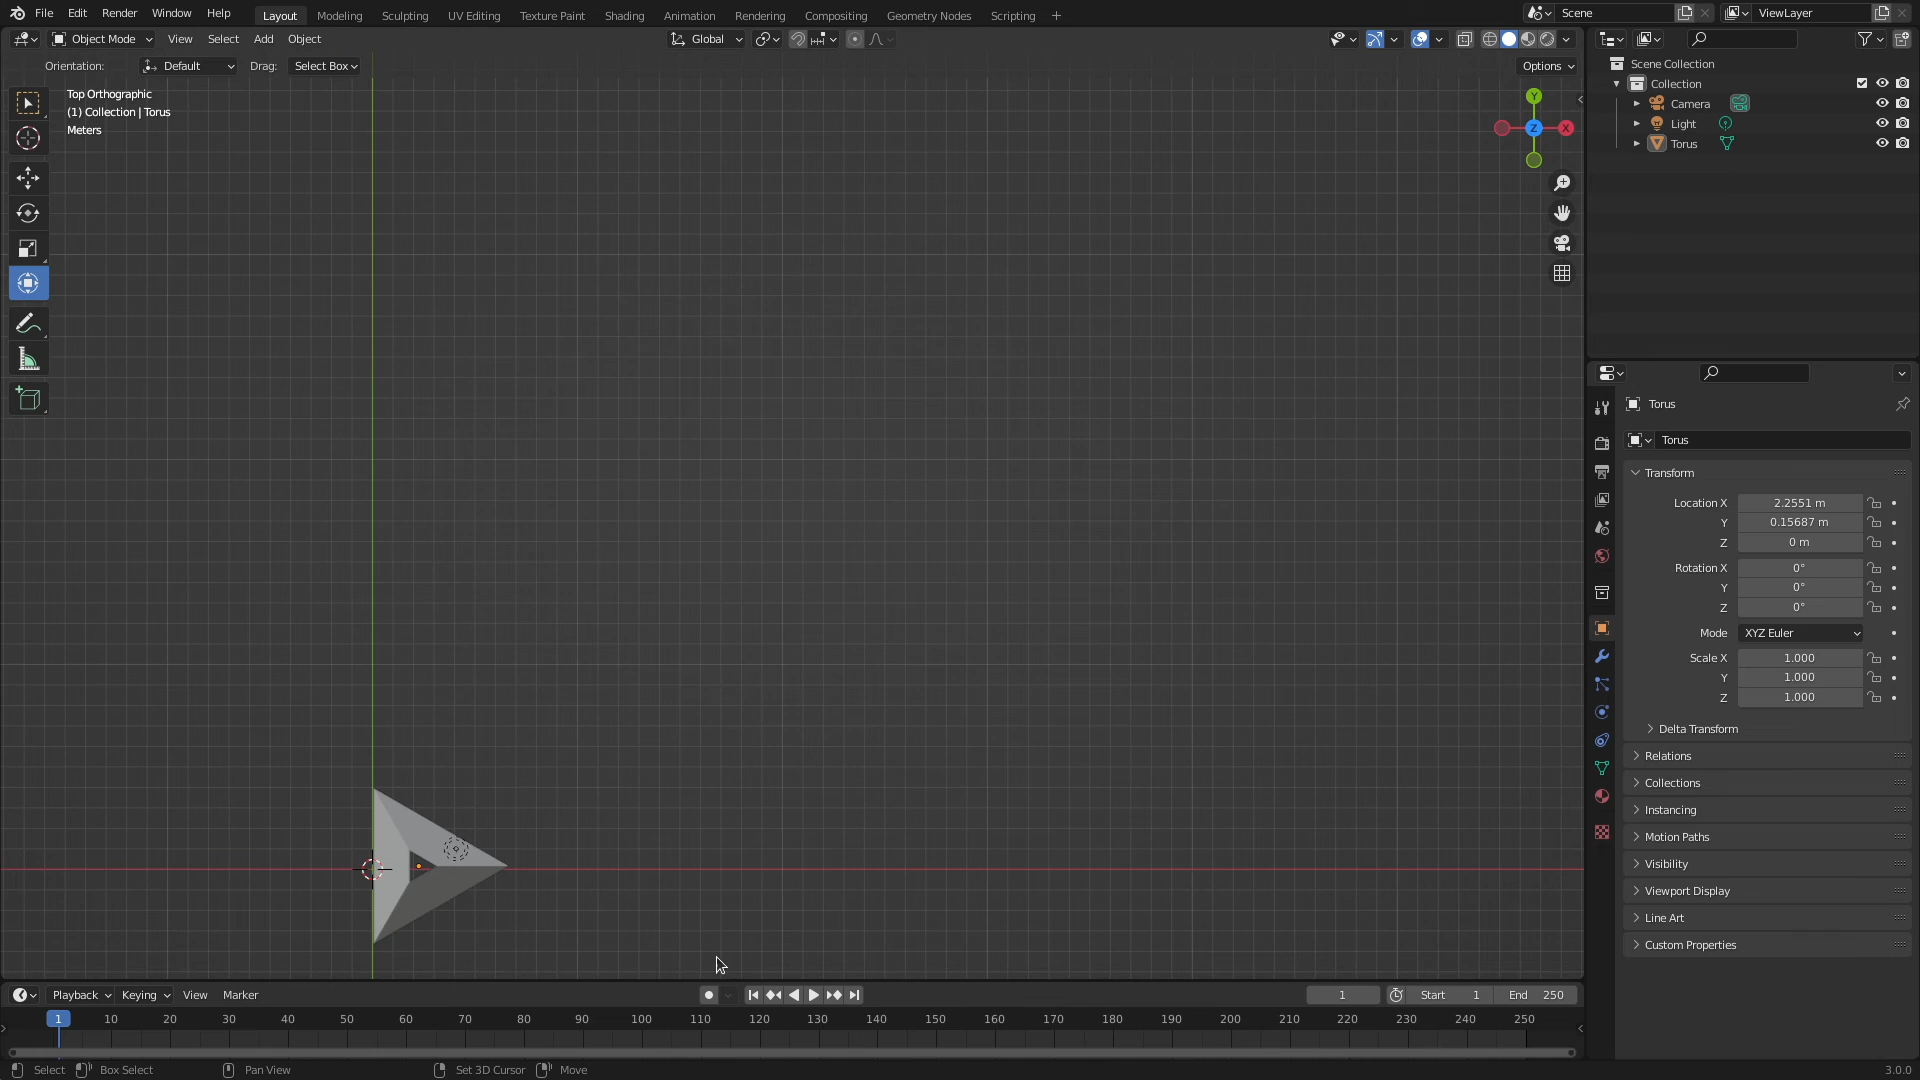 File Edit Render Window Help Layout Modeling Sculpting UV Editing Texture Paint Shading Animation Rendering Compositing Geometry Nodes Scripting + Scene ViewLayer
Object Mode View Select Add Object Global
Orientation: Default Drag: Select Box Options
Top Orthographic
(1) Collection | Torus
Meters
Y
Z
X
Scene Collection
Collection
Camera
Light
Torus
Torus
Torus
Transform
Location X 2.2551 m
Y 0.15687 m
Z 0 m
Rotation X 0°
Y 0°
Z 0°
Mode XYZ Euler
Scale X 1.000
Y 1.000
Z 1.000
Delta Transform
Relations
Collections
Instancing
Motion Paths
Visibility
Viewport Display
Line Art
Custom Properties
Playback Keying View Marker 1 Start 1 End 250
1 10 20 30 40 50 60 70 80 90 100 110 120 130 140 150 160 170 180 190 200 210 220 230 240 250
Select Box Select Pan View Set 3D Cursor Move 3.0.0